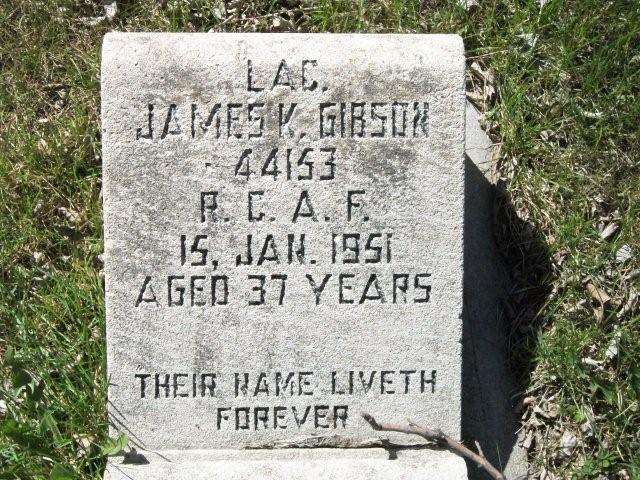 LAC.
JAMES K. GIBSON
44153
R. C. A. F.
15, JAN. 1951
AGED 37 YEARS
THEIR NAME LIVETH
FOREVER